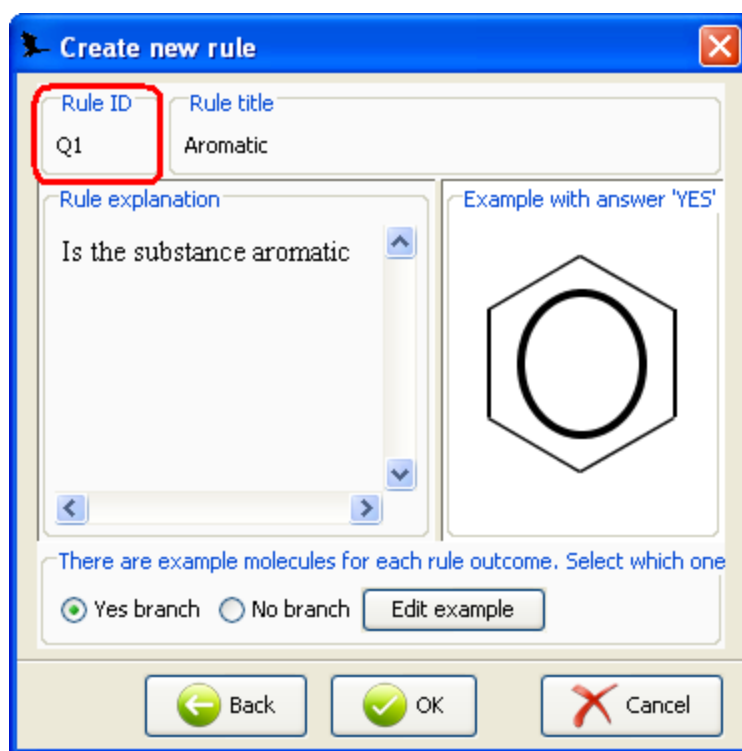 Create new rule
Rule ID Rule title
Q1 Aromatic
Rule explanation Example with answer 'YES'
Is the substance aromatic
There are example molecules for each rule outcome. Select which one
Yes branch No branch Edit example
Back OK Cancel